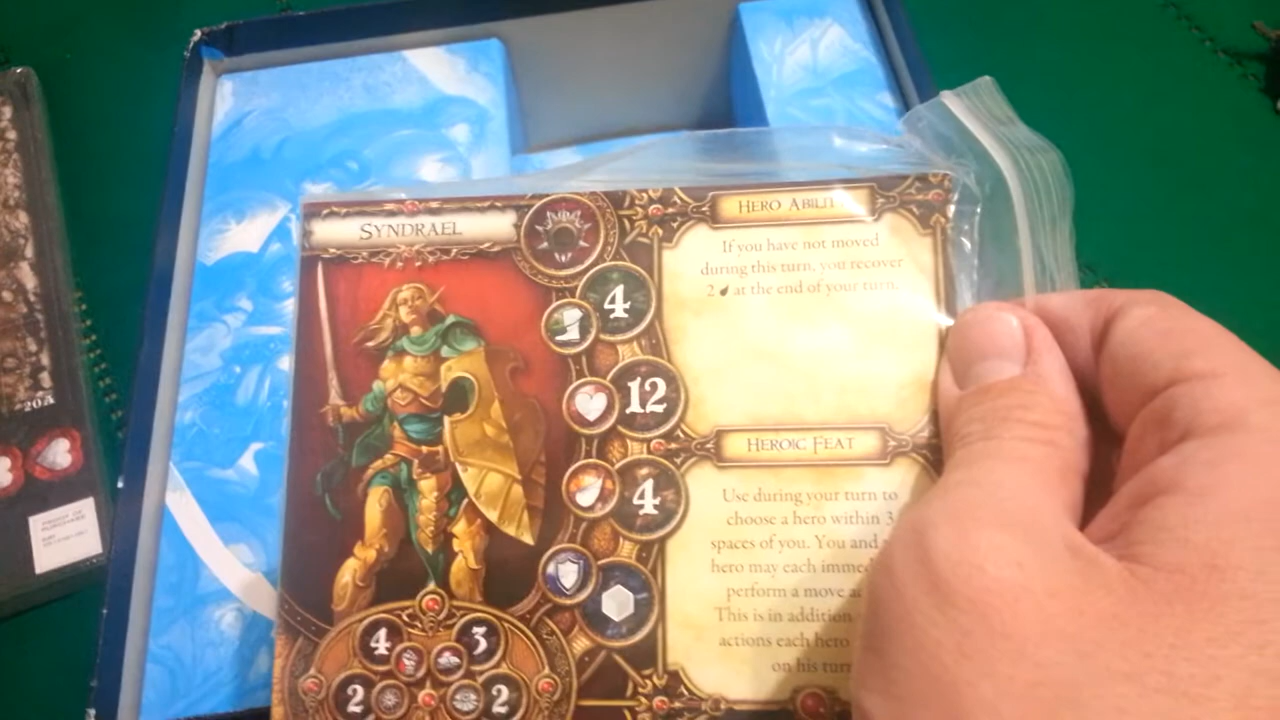 SYNDRAEL
HERO
If you have not moved
during this turn, you recover
2 at the end of your turn.
4
12
4
HEROIC FEAT
Use during your turn to
choose a hero within 3
spaces of you. You and
hero may each
perform a move
This is in addition
actions each hero
on his turn
4
3
2
2
20A
PROOF OF
PURCHASE